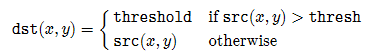 dst(x, y) = { threshold if src(x, y) > thresh
src(x, y) otherwise